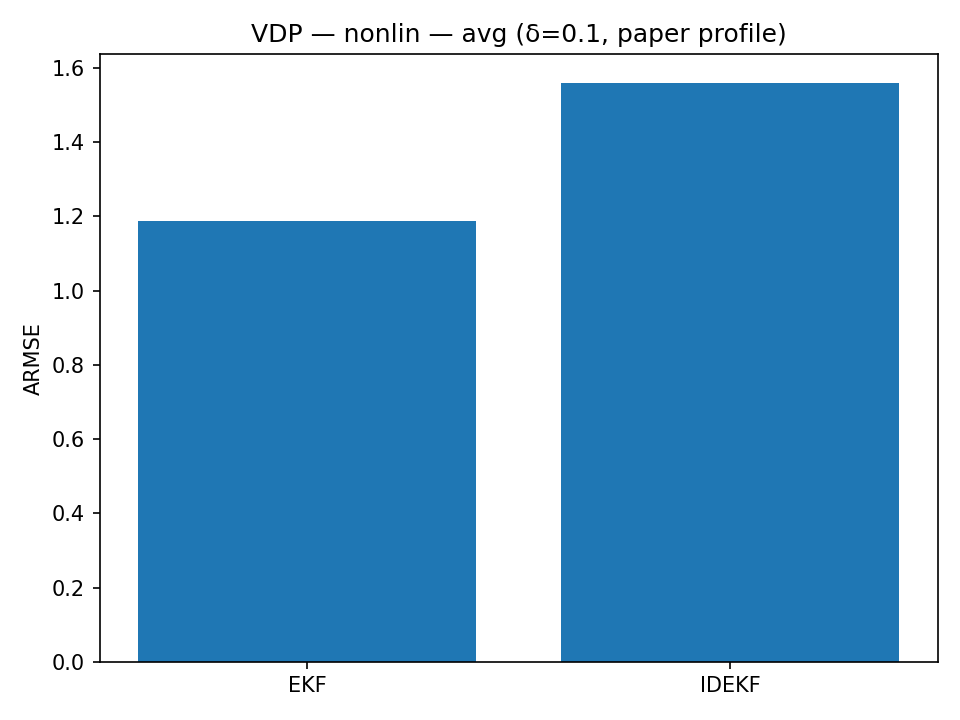 VDP — nonlin — avg (δ=0.1, paper profile)
1.6
1.4
1.2
1.0
0.8
0.6
0.4
0.2
0.0
ARMSE
EKF
IDEKF